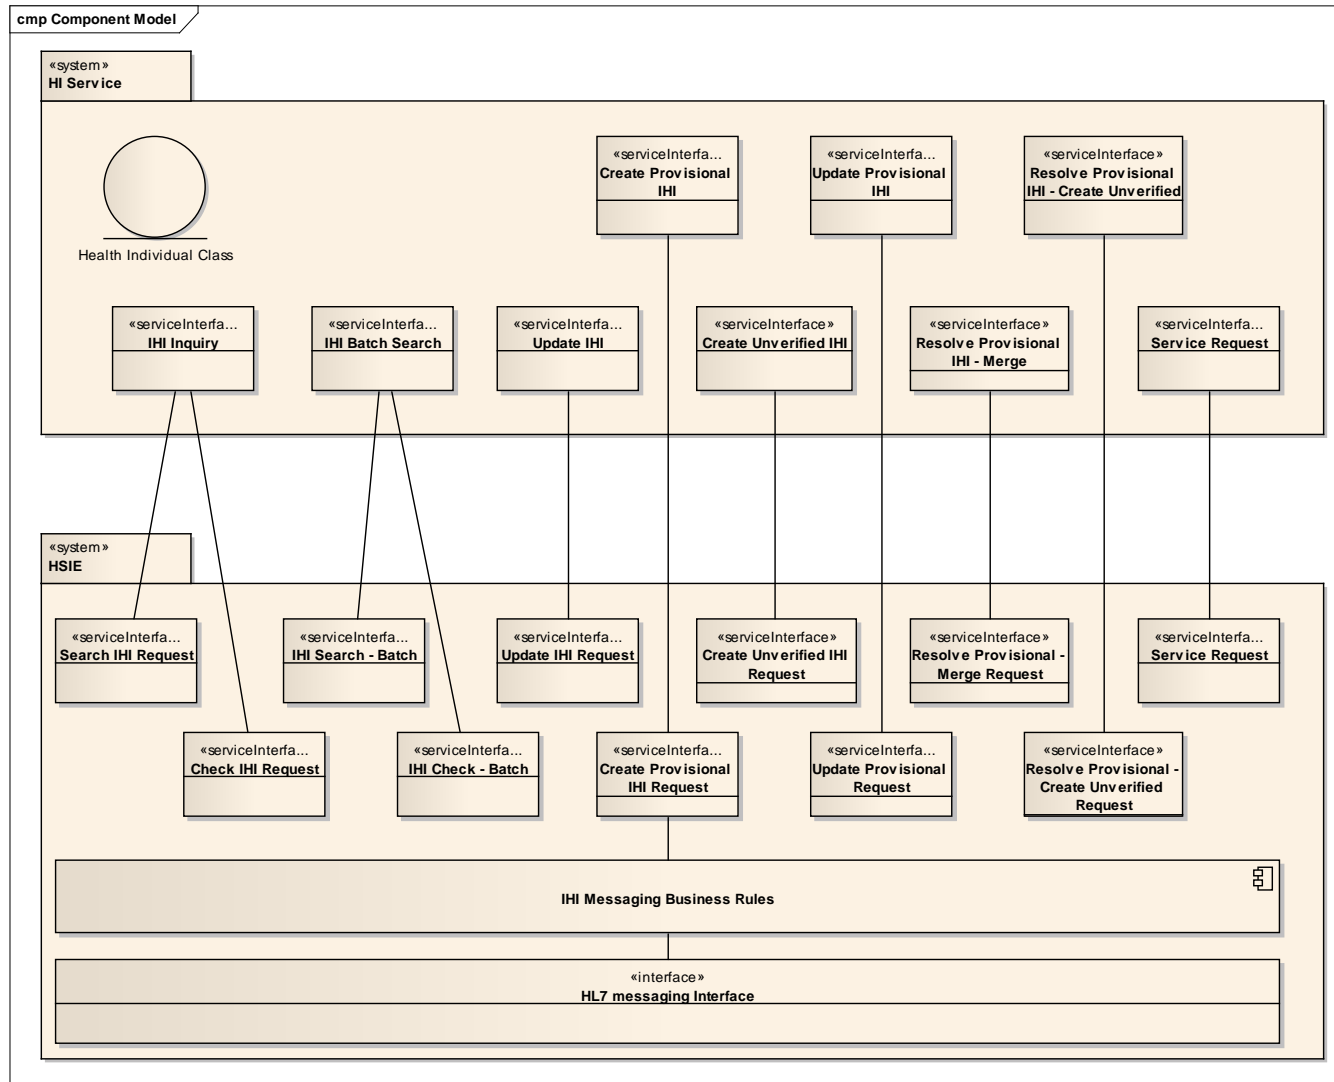 cmp Component Model
«system»
HI Service
«serviceInterfa...
Create Provisional
IHI
«serviceInterfa...
Update Provisional
IHI
«serviceInterface»
Resolve Provisional
IHI - Create Unverified
Health Individual Class
«serviceInterfa...
IHI Inquiry
«serviceInterfa...
IHI Batch Search
«serviceInterfa...
Update IHI
«serviceInterface»
Create Unverified IHI
«serviceInterface»
Resolve Provisional
IHI - Merge
«serviceInterfa...
Service Request
«system»
HSIE
«serviceInterfa...
Search IHI Request
«serviceInterfa...
IHI Search - Batch
«serviceInterfa...
Update IHI Request
«serviceInterface»
Create Unverified IHI
Request
«serviceInterface»
Resolve Provisional -
Merge Request
«serviceInterfa...
Service Request
«serviceInterfa...
Check IHI Request
«serviceInterfa...
IHI Check - Batch
«serviceInterfa...
Create Provisional
IHI Request
«serviceInterfa...
Update Provisional
Request
«serviceInterface»
Resolve Provisional -
Create Unverified
Request
IHI Messaging Business Rules
«interface»
HL7 messaging Interface